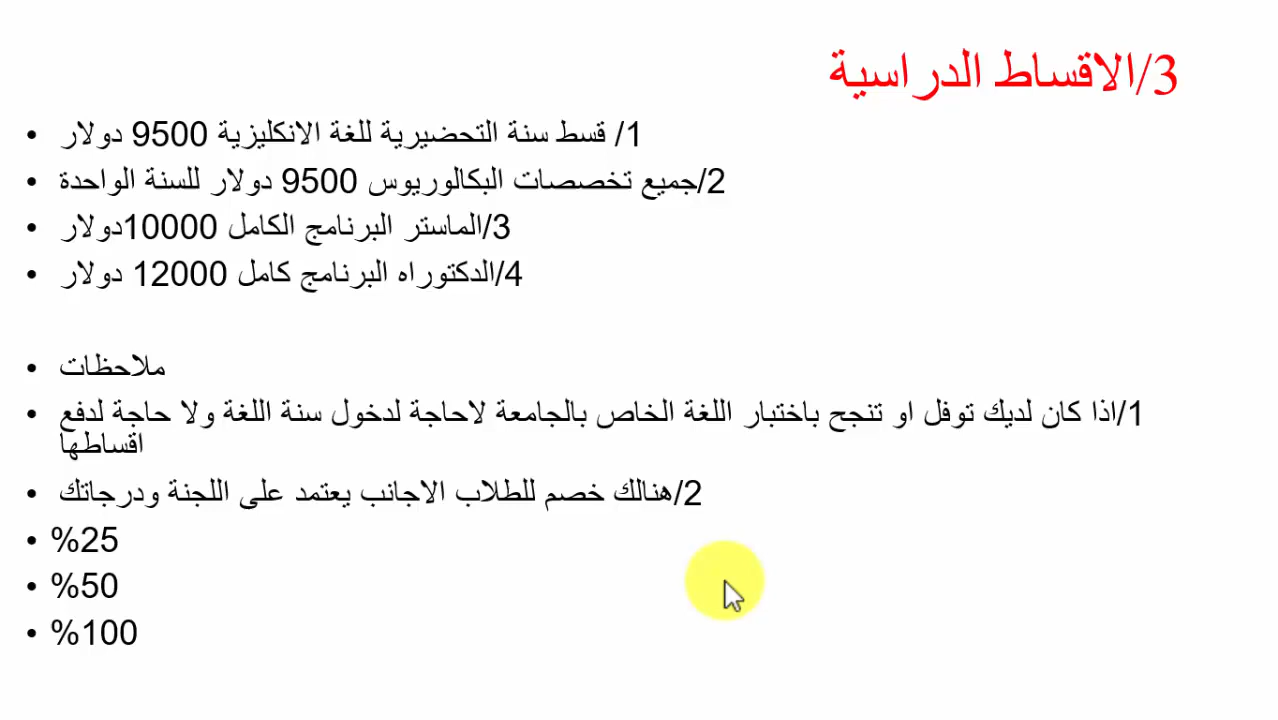 3/الاقساط الدراسية
• 1/ قسط سنة التحضيرية للغة الانكليزية 9500 دولار
• 2/جميع تخصصات البكالوريوس 9500 دولار للسنة الواحدة
• 3/الماستر البرنامج الكامل 10000دولار
• 4/الدكتوراه البرنامج كامل 12000 دولار
• ملاحظات
• 1/اذا كان لديك توفل او تنجح باختبار اللغة الخاص بالجامعة لاحاجة لدخول سنة اللغة ولا حاجة لدفع
اقساطها
• 2/هنالك خصم للطلاب الاجانب يعتمد على اللجنة ودرجاتك
• %25
• %50
• %100